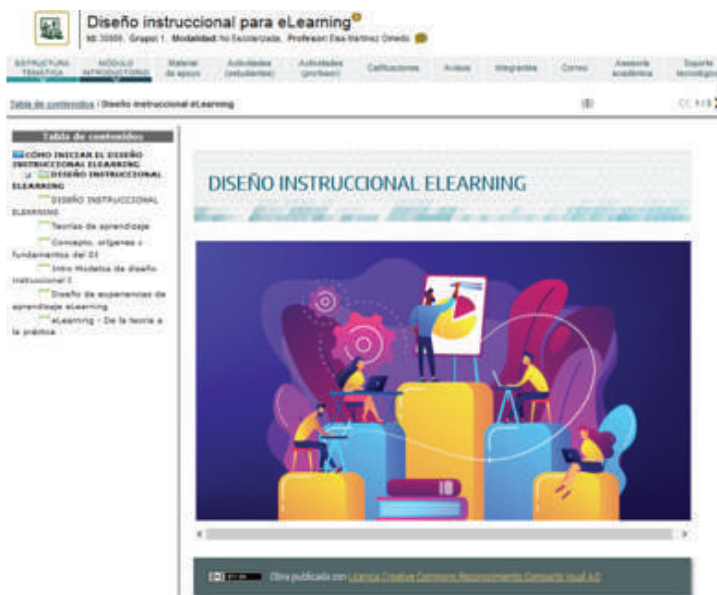 Diseño instruccional para eLearning
Id: Grupo: 1. Modalidad: No Escolarizada. Profesor: Elsa Martínez Olmedo
ESTRUCTURA TEMÁTICA
MÓDULO INTRODUCTORIO
Material de apoyo
Actividades (estudiantes)
Actividades (profesor)
Calificaciones
Avisos
Integrantes
Correo
Asesoría académica
Soporte tecnológico
Tabla de contenidos / Diseño instruccional eLearning
Tabla de contenidos
CÓMO INICIAR EL DISEÑO
INSTRUCCIONAL ELEARNING
DISEÑO INSTRUCCIONAL
ELEARNING
DISEÑO INSTRUCCIONAL
ELEARNING
Teorías de aprendizaje
Concepto, orígenes y
fundamentos del DI
Intro Modelos de diseño
instruccional I
Diseño de experiencias de
aprendizaje eLearning
eLearning - De la teoría a
la práctica
DISEÑO INSTRUCCIONAL ELEARNING
Obra publicada con Licencia Creative Commons Reconocimiento Compartir igual 4.0